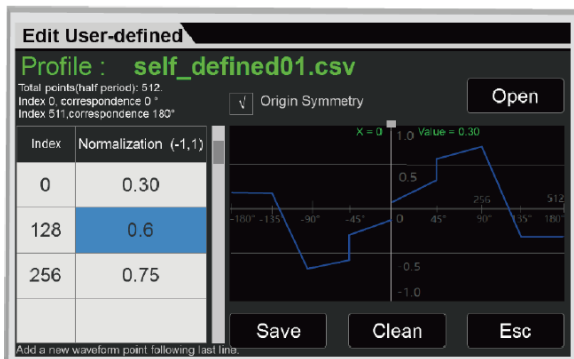 Edit User-defined
Profile : self_defined01.csv
Total points(half period): 512.
Index 0, correspondence 0 °
Index 511,correspondence 180°
√ Origin Symmetry
Open
Index Normalization (-1,1)
0 0.30
128 0.6
256 0.75
X = 0 Value = 0.30
1.0
0.5
256 512
-180° -135° -90° -45° 0 45° 90° 135° 180°
-0.5
-1.0
Save Clean Esc
Add a new waveform point following last line.